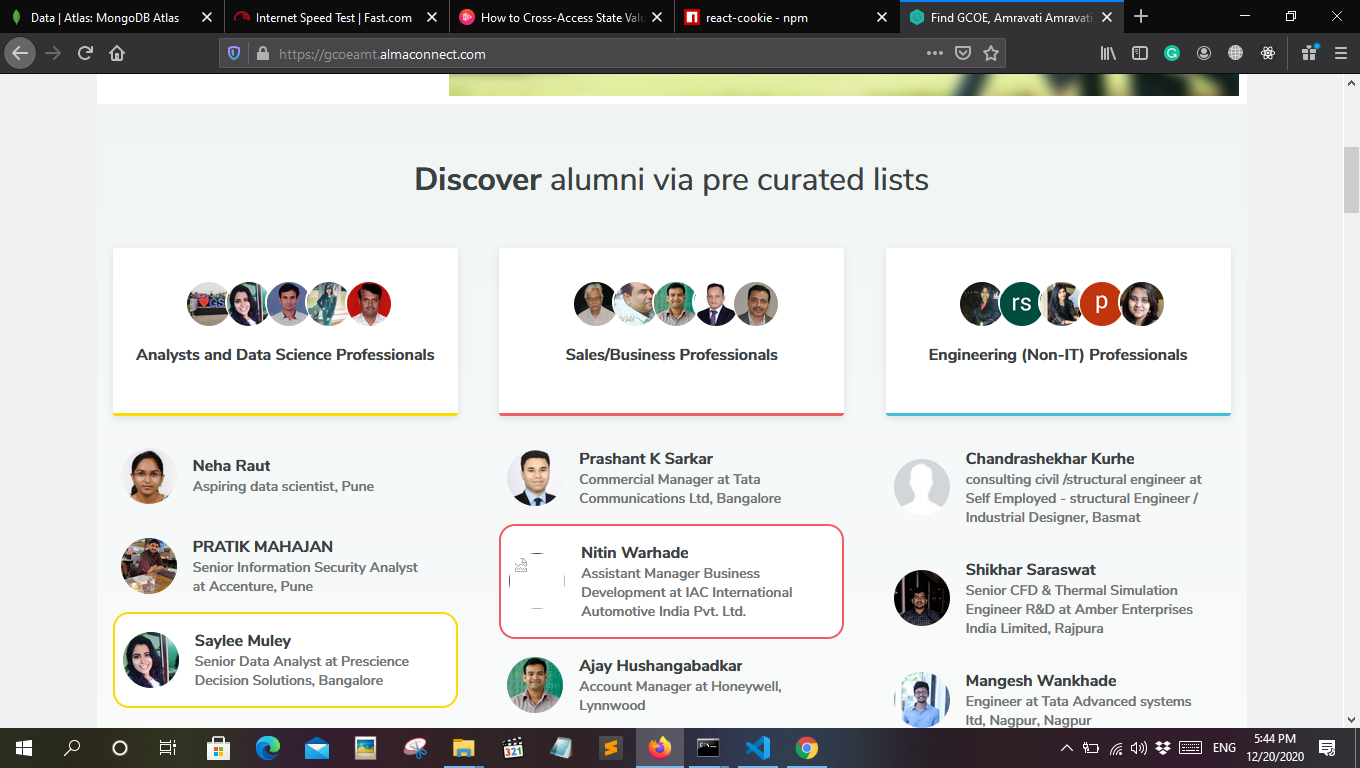 Data | Atlas: MongoDB Atlas
Internet Speed Test | Fast.com
How to Cross-Access State Valu
react-cookie - npm
Find GCOE, Amravati Amravati
https://gcoeamt.almaconnect.com
Discover alumni via pre curated lists
rs
p
Analysts and Data Science Professionals
Sales/Business Professionals
Engineering (Non-IT) Professionals
Neha Raut
Aspiring data scientist, Pune
PRATIK MAHAJAN
Senior Information Security Analyst
at Accenture, Pune
Saylee Muley
Senior Data Analyst at Prescience
Decision Solutions, Bangalore
Prashant K Sarkar
Commercial Manager at Tata
Communications Ltd, Bangalore
Nitin Warhade
Assistant Manager Business
Development at IAC International
Automotive India Pvt. Ltd.
Ajay Hushangabadkar
Account Manager at Honeywell,
Lynnwood
Chandrashekhar Kurhe
consulting civil /structural engineer at
Self Employed - structural Engineer /
Industrial Designer, Basmat
Shikhar Saraswat
Senior CFD & Thermal Simulation
Engineer R&D at Amber Enterprises
India Limited, Rajpura
Mangesh Wankhade
Engineer at Tata Advanced systems
ltd, Nagpur, Nagpur
321
ENG
5:44 PM
12/20/2020